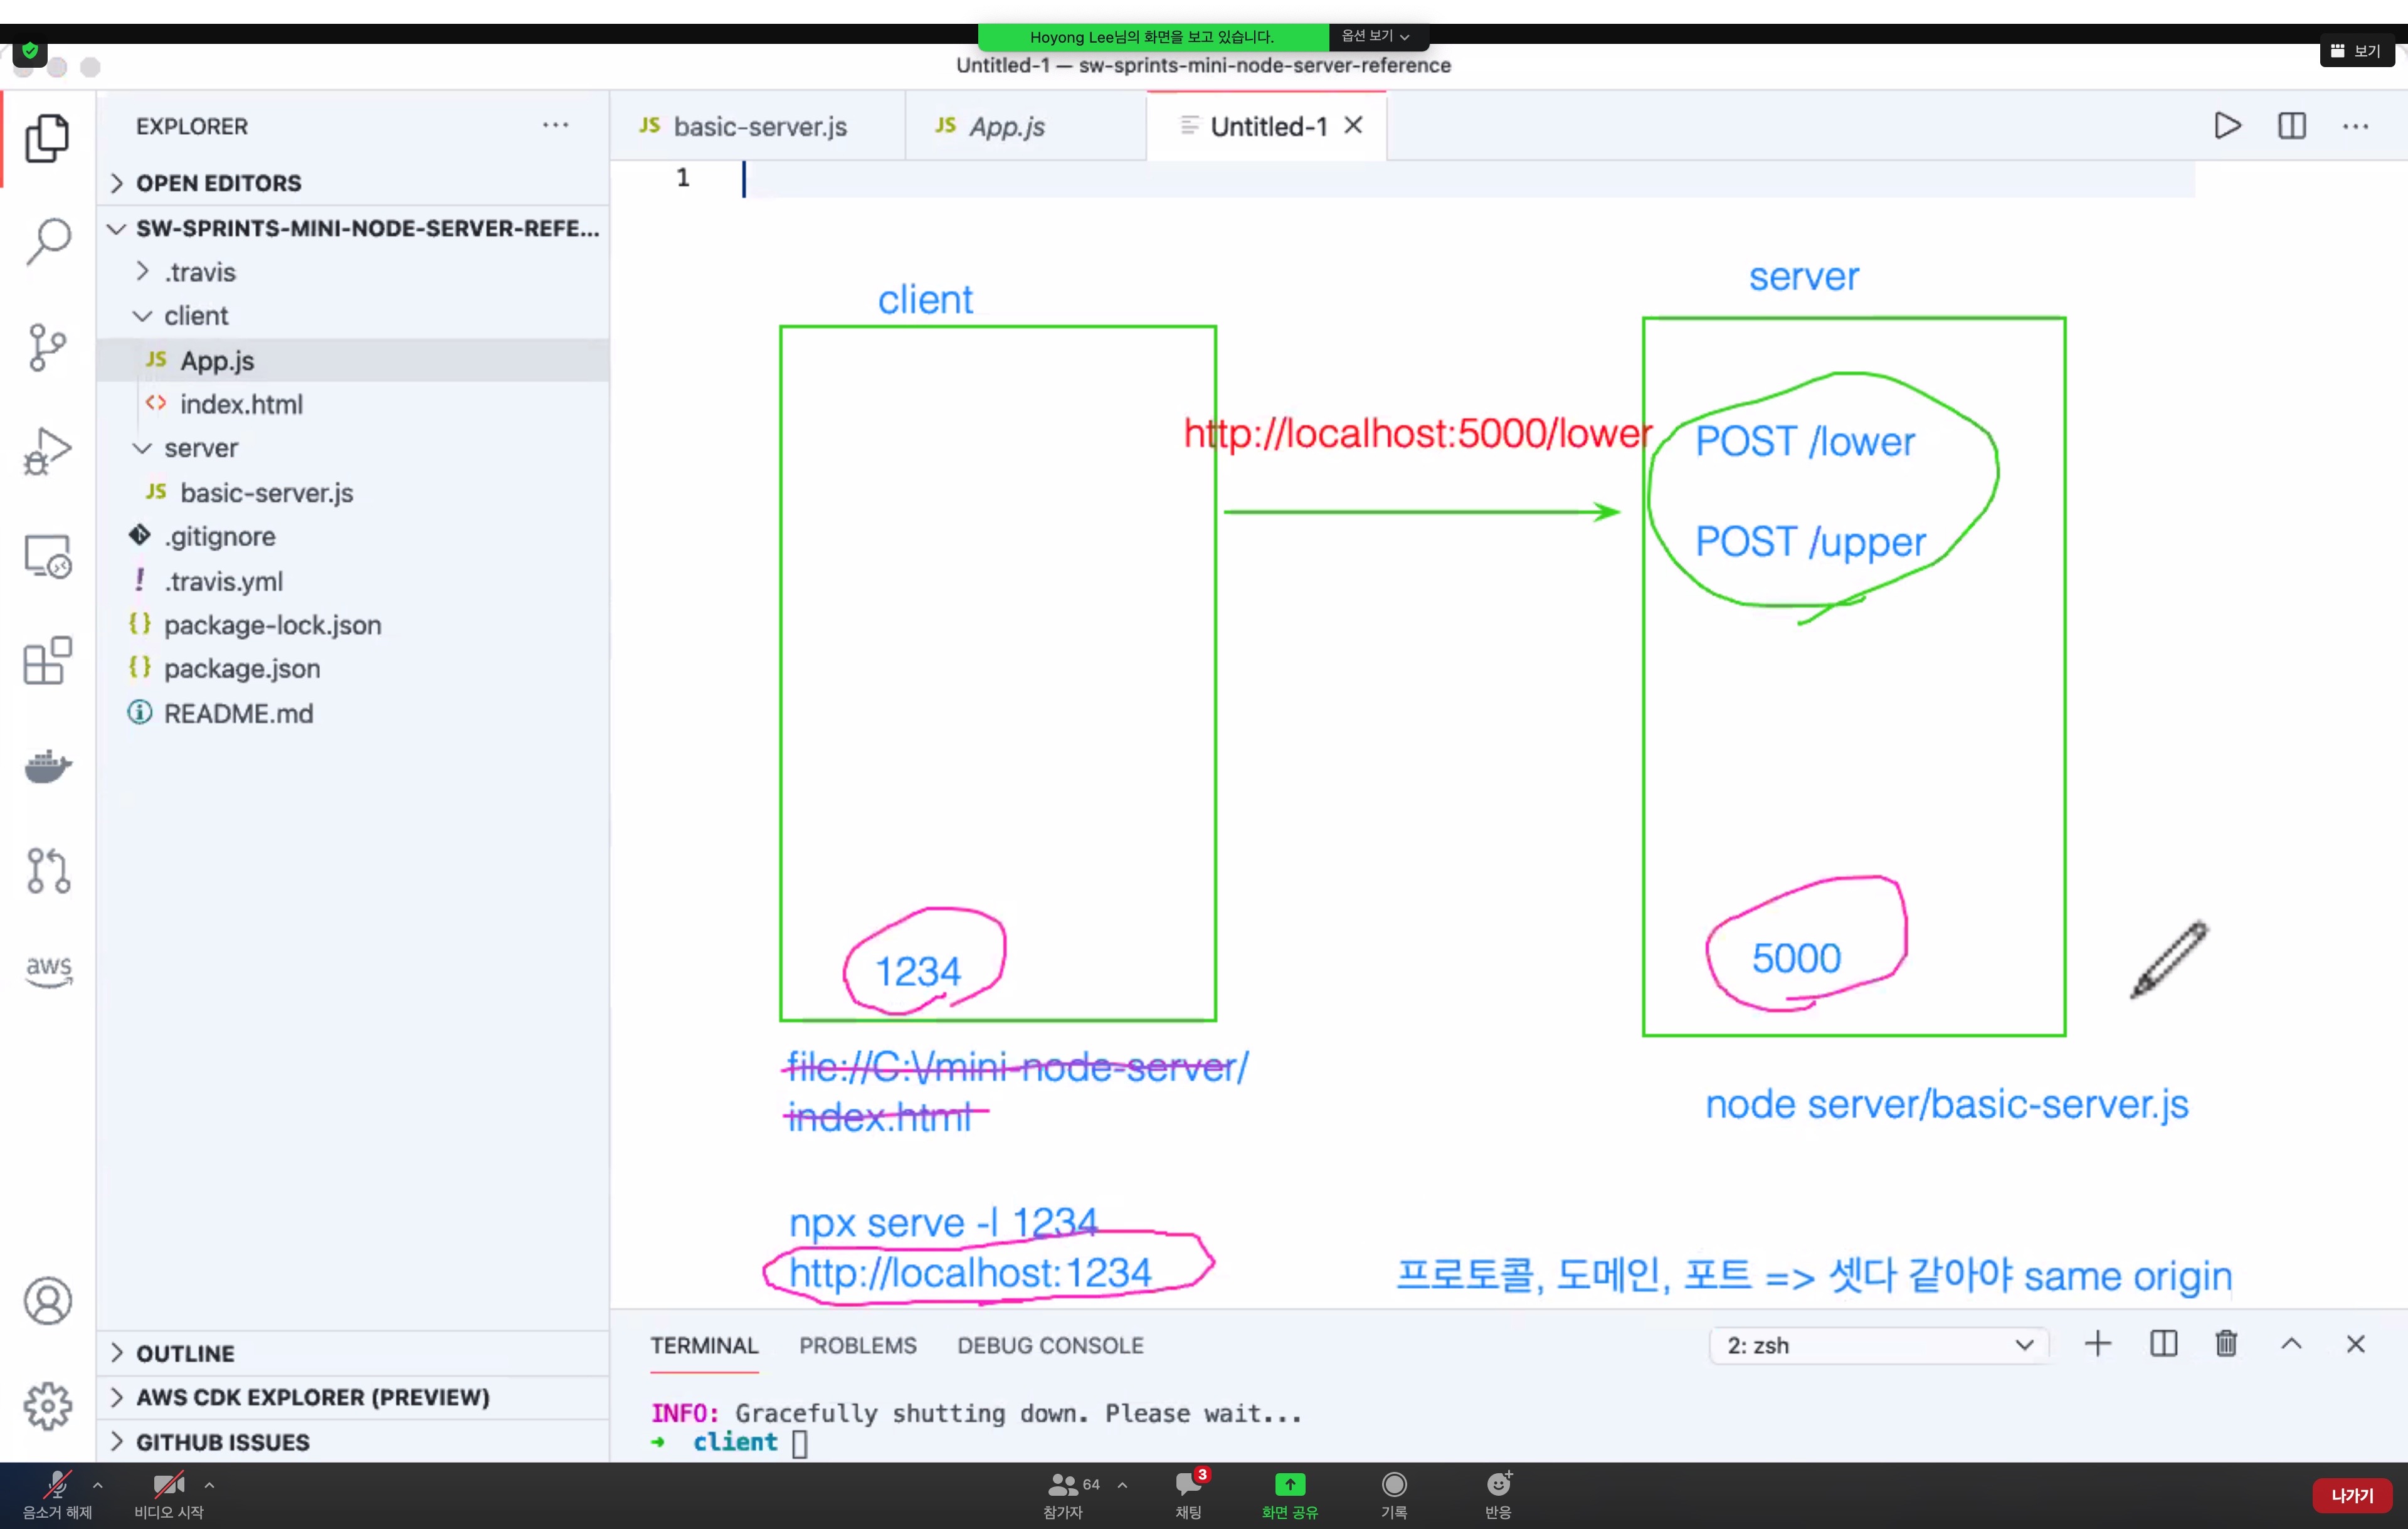 Hoyong Lee님의 화면을 보고 있습니다.
옵션 보기
보기
Untitled-1 — sw-sprints-mini-node-server-reference
EXPLORER
OPEN EDITORS
SW-SPRINTS-MINI-NODE-SERVER-REFE...
.travis
client
JS App.js
<> index.html
server
JS basic-server.js
.gitignore
! .travis.yml
{} package-lock.json
{} package.json
README.md
OUTLINE
AWS CDK EXPLORER (PREVIEW)
GITHUB ISSUES
aws
JS basic-server.js
JS App.js
Untitled-1
1
client
server
http://localhost:5000/lower
POST /lower
POST /upper
1234
5000
file://C:\/mini-node-server/
index.html
node server/basic-server.js
npx serve -l 1234
http://localhost:1234
프로토콜, 도메인, 포트 => 셋다 같아야 same origin
TERMINAL PROBLEMS DEBUG CONSOLE
2: zsh
INFO: Gracefully shutting down. Please wait...
→ client
음소거 해제
비디오 시작
64
참가자
3
채팅
화면 공유
기록
반응
나가기